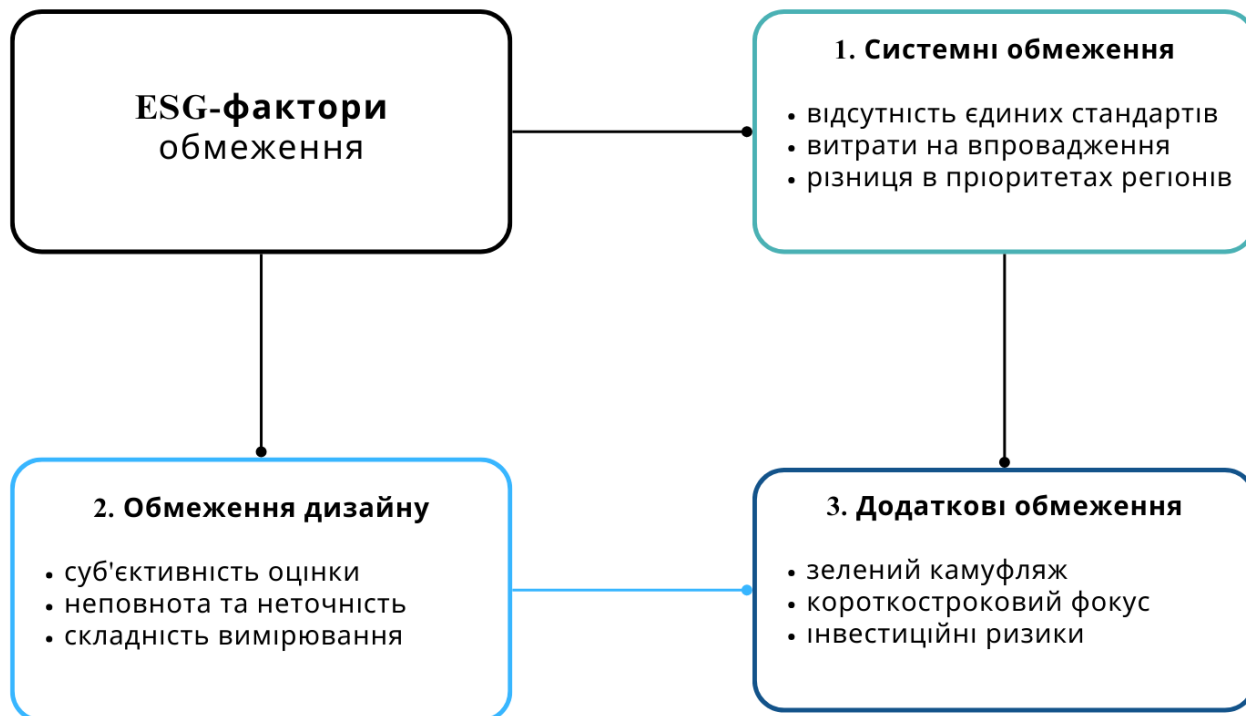 ESG-фактори
обмеження
1. Системні обмеження
• відсутність єдиних стандартів
• витрати на впровадження
• різниця в пріоритетах регіонів
2. Обмеження дизайну
• суб'єктивність оцінки
• неповнота та неточність
• складність вимірювання
3. Додаткові обмеження
• зелений камуфляж
• короткостроковий фокус
• інвестиційні ризики